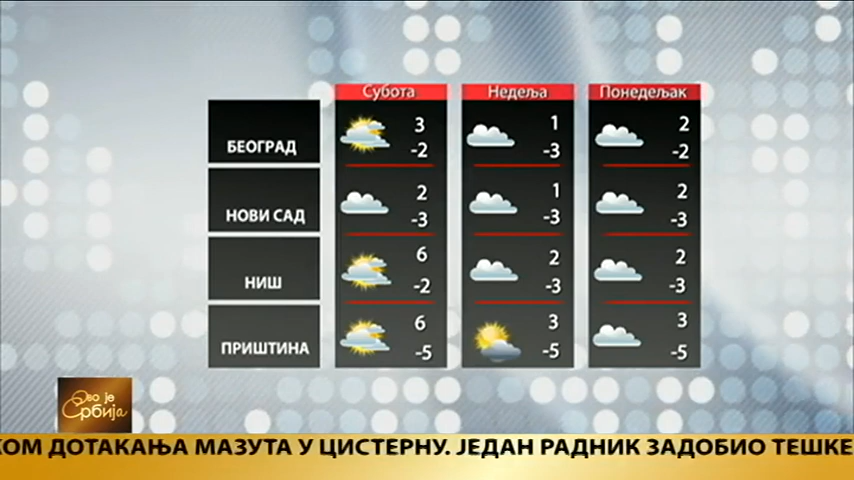 Субота Недеља Понедељак
БЕОГРАД 3 1 2
-2 -3 -2
НОВИ САД 2 1 2
-3 -3 -3
НИШ 6 2 2
-2 -3 -3
ПРИШТИНА 6 3 3
-5 -5 -5
Ово је
Србија
КОМ ДОТАКАЊА МАЗУТА У ЦИСТЕРНУ. ЈЕДАН РАДНИК ЗАДОБИО ТЕШКЕ